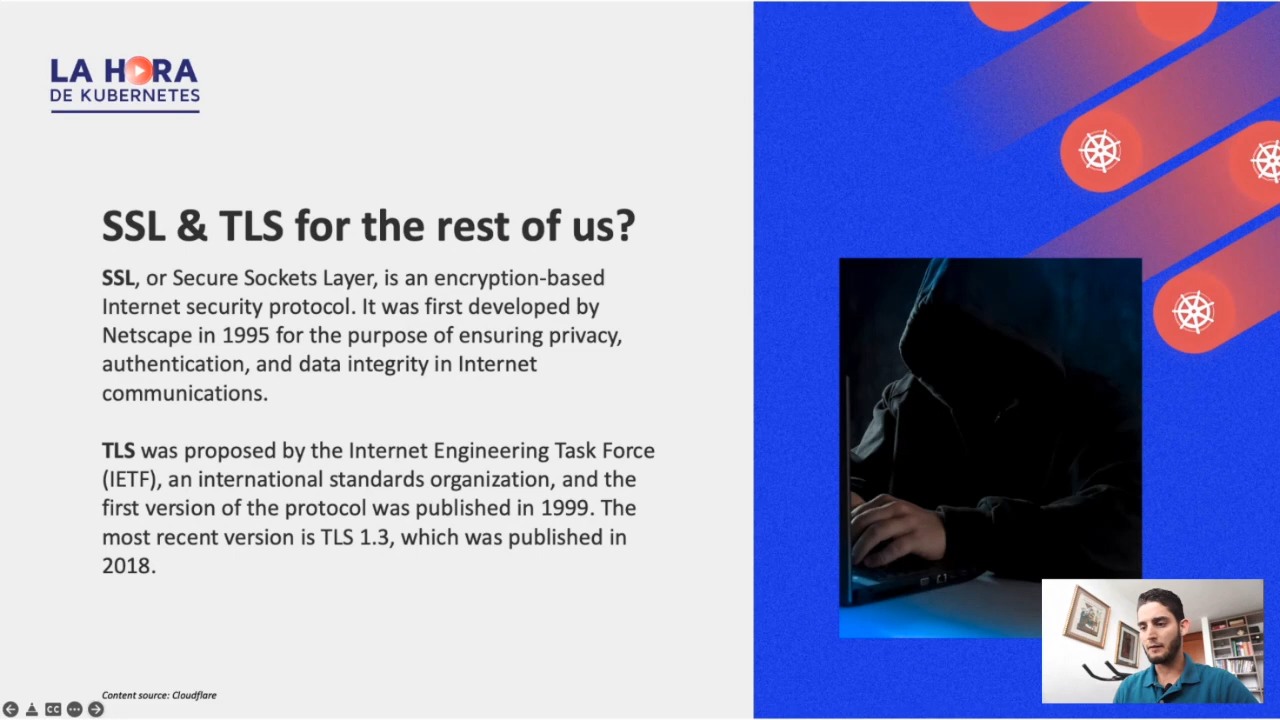 LA HORA
DE KUBERNETES
SSL & TLS for the rest of us?
SSL, or Secure Sockets Layer, is an encryption-based
Internet security protocol. It was first developed by
Netscape in 1995 for the purpose of ensuring privacy,
authentication, and data integrity in Internet
communications.
TLS was proposed by the Internet Engineering Task Force
(IETF), an international standards organization, and the
first version of the protocol was published in 1999. The
most recent version is TLS 1.3, which was published in
2018.
Content source: Cloudflare
CC